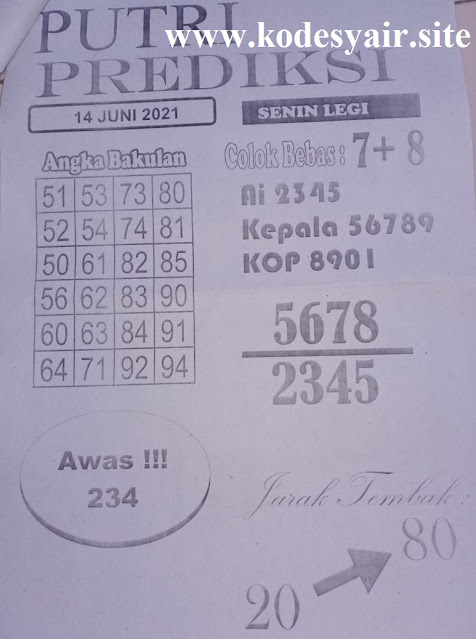 www.kodesyair.site
PUTRI
PREDIKSI
14 JUNI 2021
SENIN LEGI
Angka Bakulan
51 53 73 80
52 54 74 81
50 61 82 85
56 62 83 90
60 63 84 91
64 71 92 94
Colok Bebas : 7+ 8
Ai 2345
Kepala 56789
KOP 8901
5678
2345
Awas !!!
234
Jarak Tembak :
20
80